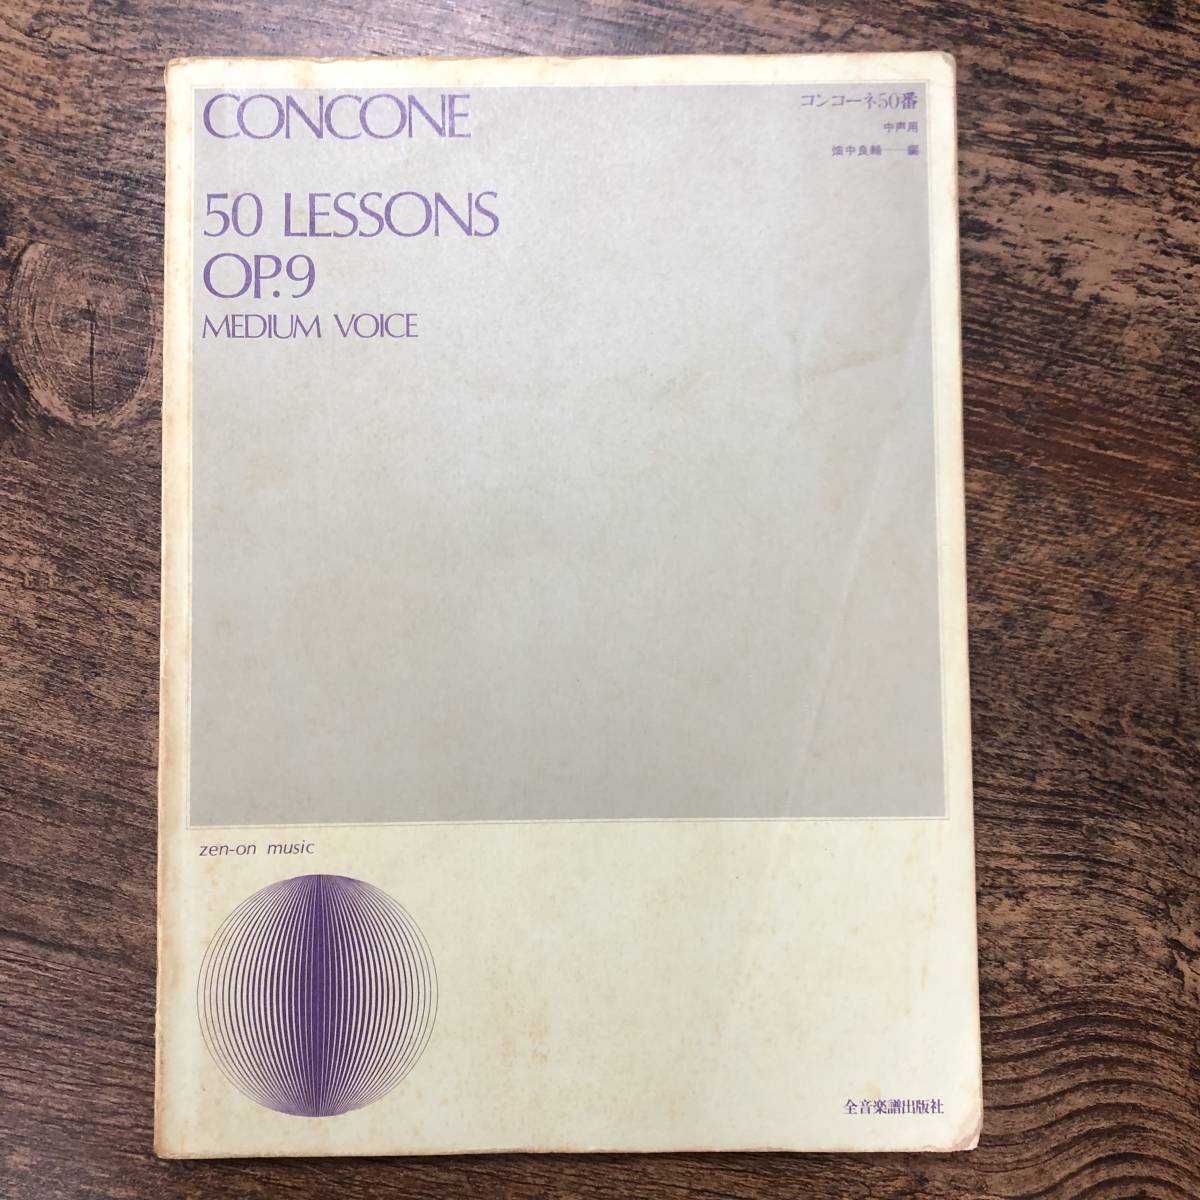 CONCONE
50 LESSONS
OP.9
MEDIUM VOICE
コンコーネ50番
中声用
畑中良輔──編
zen-on music
全音楽譜出版社